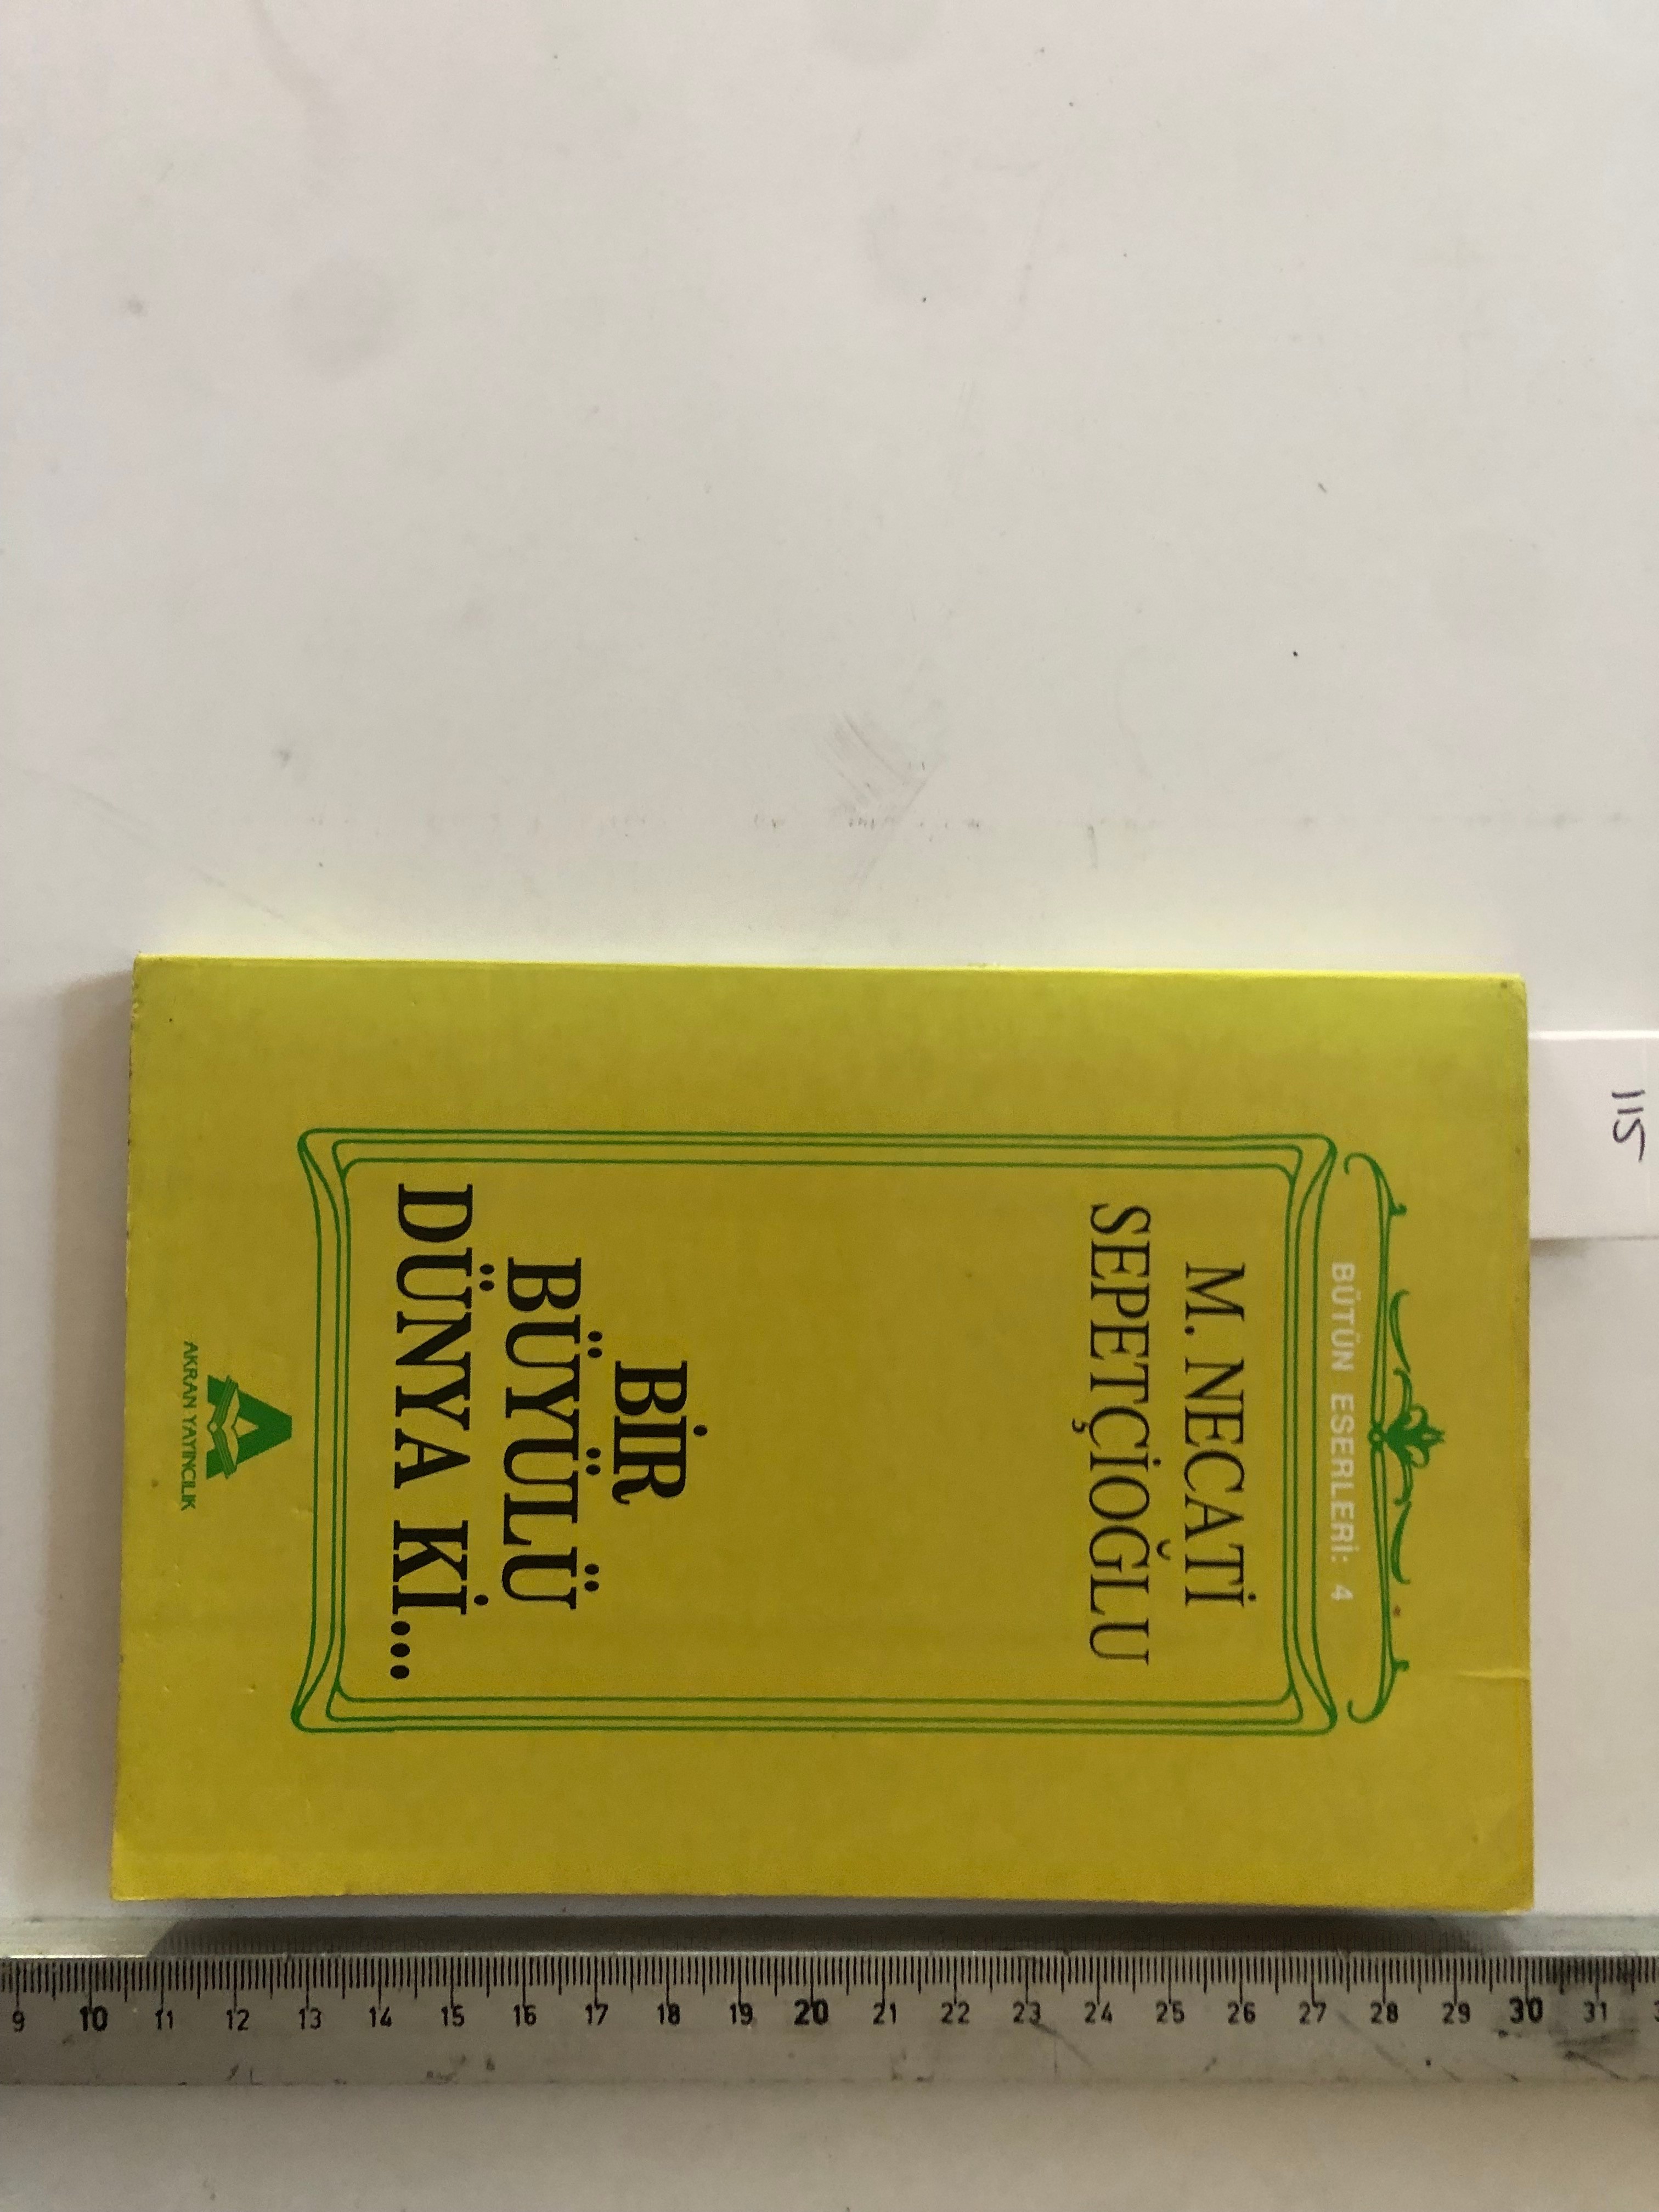 BÜTÜN ESERLERİ: 4
M. NECATİ
SEPETÇİOĞLU
BİR
BÜYÜLÜ
DÜNYA Kİ...
AKRAN YAYINCILIK
115
9 10 11 12 13 14 15 16 17 18 19 20 21 22 23 24 25 26 27 28 29 30 31